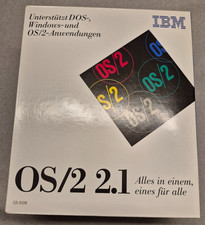 Unterstützt DOS-,
Windows- und
OS/2-Anwendungen
IBM
OS/2
OS/2
OS/2
OS/2
OS/2 2.1
Alles in einem,
eines für alle